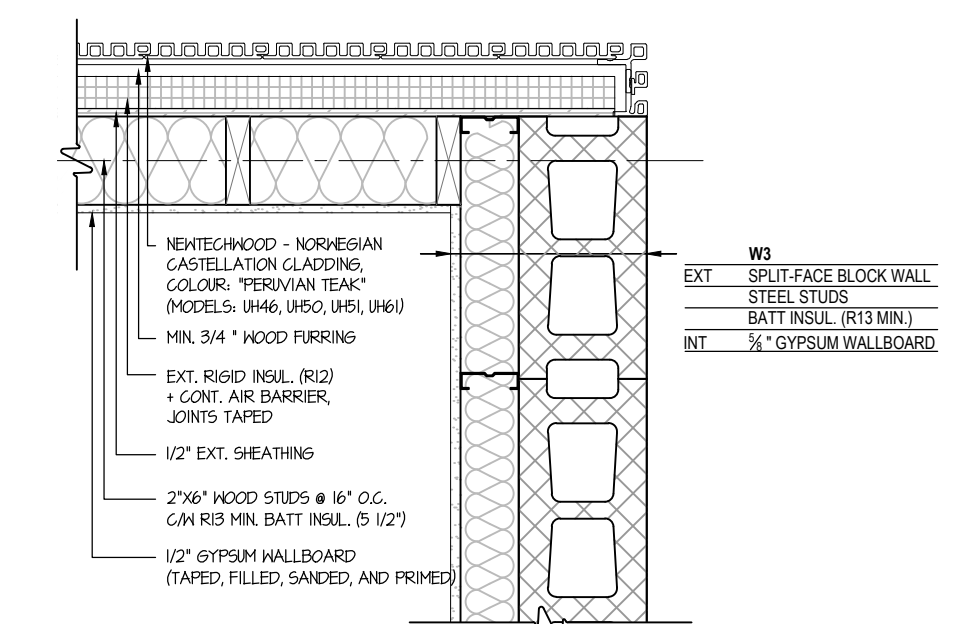 NEWTECHWOOD - NORWEGIAN
CASTELLATION CLADDING,
COLOUR: "PERUVIAN TEAK"
(MODELS: UH46, UH50, UH51, UH61)
MIN. 3/4 " WOOD FURRING
EXT. RIGID INSUL. (R12)
+ CONT. AIR BARRIER,
JOINTS TAPED
1/2" EXT. SHEATHING
2"X6" WOOD STUDS @ 16" O.C.
C/W R13 MIN. BATT INSUL. (5 1/2")
1/2" GYPSUM WALLBOARD
(TAPED, FILLED, SANDED, AND PRIMED)
W3
EXT SPLIT-FACE BLOCK WALL
STEEL STUDS
BATT INSUL. (R13 MIN.)
INT ⅝ " GYPSUM WALLBOARD